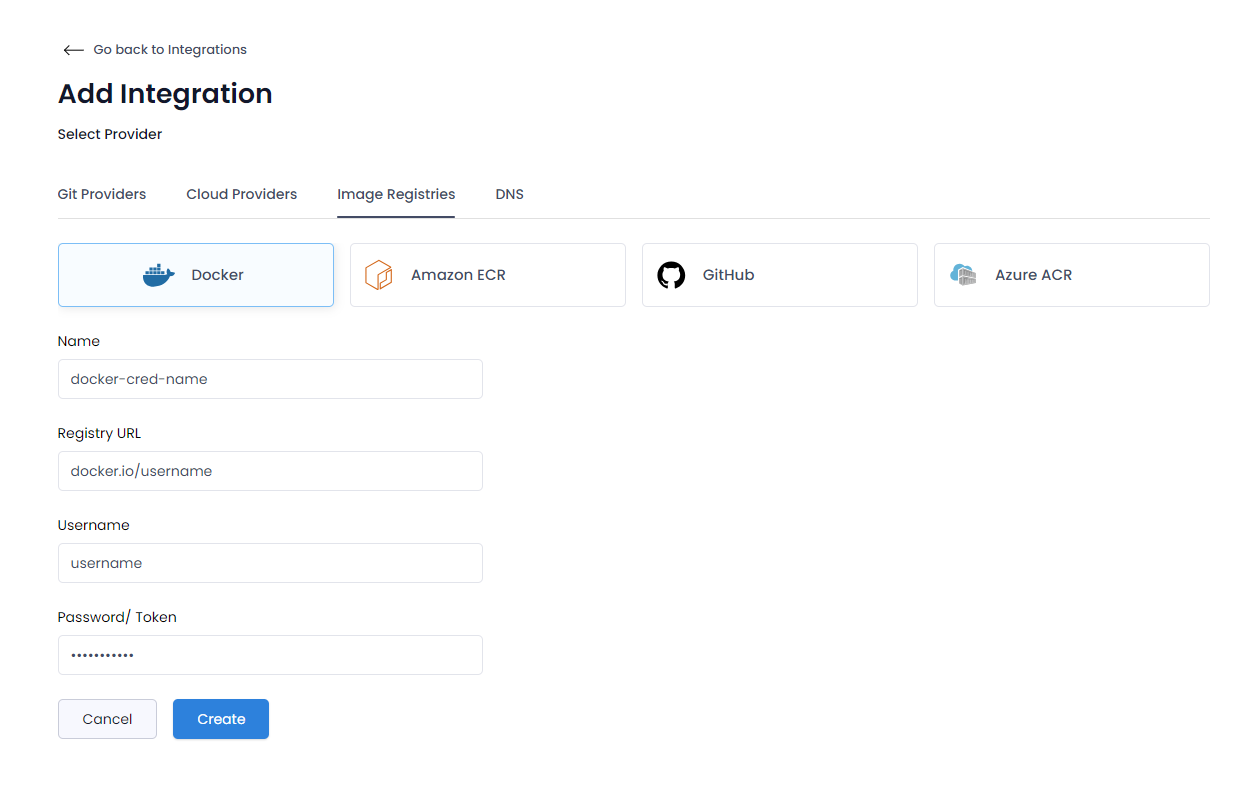 Go back to Integrations
Add Integration
Select Provider
Git Providers Cloud Providers Image Registries DNS
Docker Amazon ECR GitHub Azure ACR
Name
docker-cred-name
Registry URL
docker.io/username
Username
username
Password/ Token
•••••••••••
Cancel Create